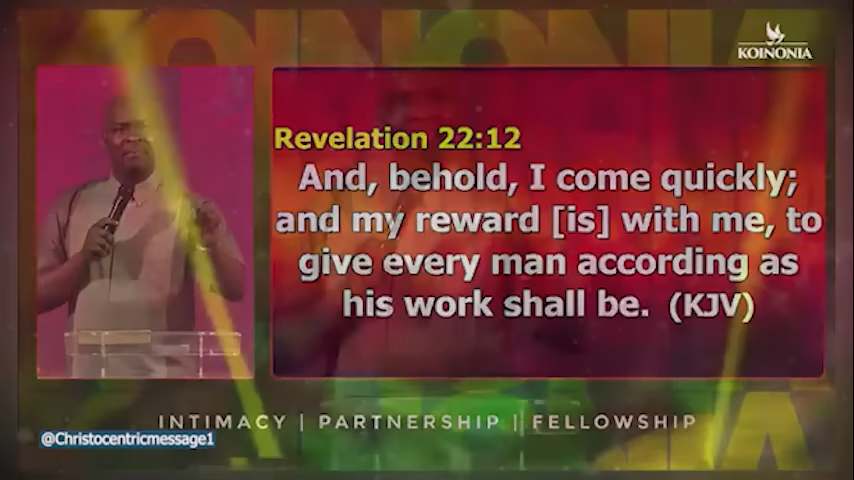 KOINONIA
KOINONIA
Revelation 22:12
And, behold, I come quickly;
and my reward [is] with me, to
give every man according as
his work shall be. (KJV)
INTIMACY | PARTNERSHIP | FELLOWSHIP
@Christocentricmessage1